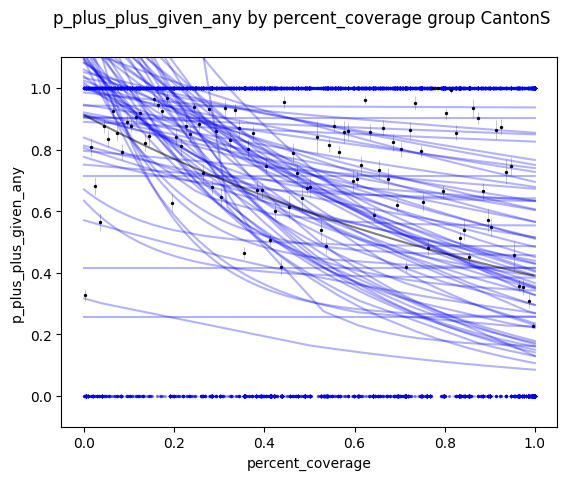 p_plus_plus_given_any by percent_coverage group CantonS
p_plus_plus_given_any
1.0
0.8
0.6
0.4
0.2
0.0
0.0 0.2 0.4 0.6 0.8 1.0
percent_coverage